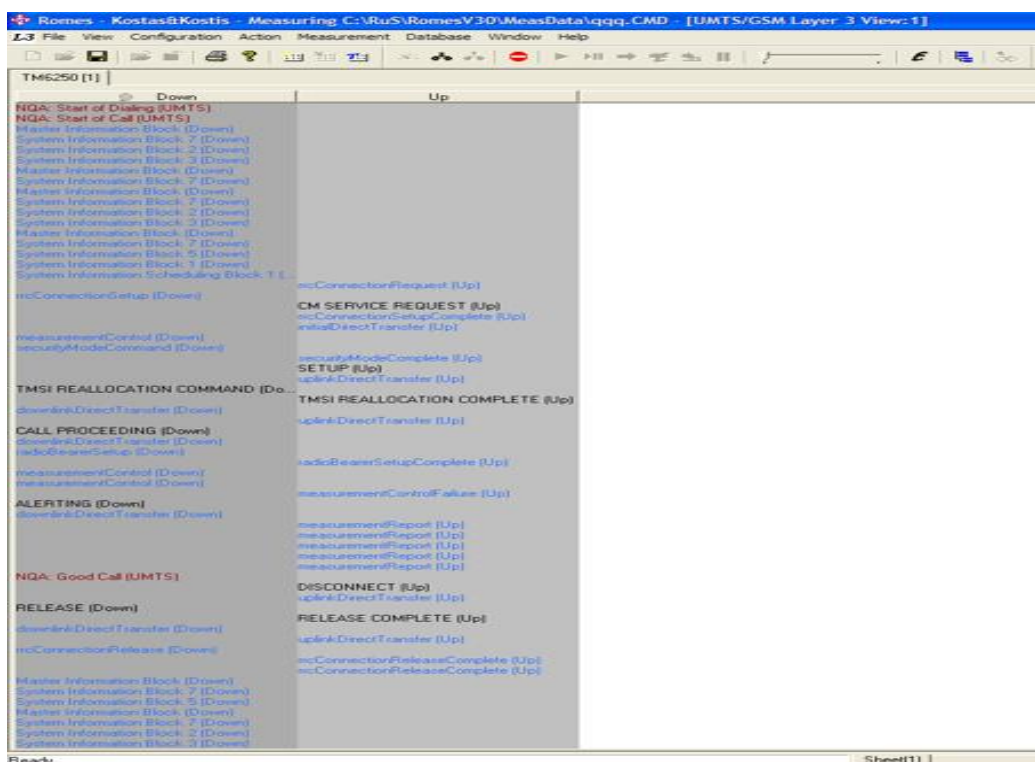 Romes - Kostas&Kostis - Measuring C:\RuS\RomesV30\MeasData\qqq.CMD - [UMTS/GSM Layer 3 View:1]
L3 File View Configuration Action Measurement Database Window Help
TM6250 [1]
Down Up
NQA: Start of Dialing (UMTS)
NQA: Start of Call (UMTS)
Master Information Block (Down)
System Information Block 7 (Down)
System Information Block 2 (Down)
System Information Block 3 (Down)
Master Information Block (Down)
System Information Block 7 (Down)
Master Information Block (Down)
System Information Block 7 (Down)
System Information Block 2 (Down)
System Information Block 3 (Down)
Master Information Block (Down)
System Information Block 7 (Down)
System Information Block 5 (Down)
System Information Block 1 (Down)
System Information Scheduling Block 1 (...
rrcConnectionRequest (Up)
rrcConnectionSetup (Down)
CM SERVICE REQUEST (Up)
rrcConnectionSetupComplete (Up)
initialDirectTransfer (Up)
measurementControl (Down)
securityModeCommand (Down)
securityModeComplete (Up)
SETUP (Up)
uplinkDirectTransfer (Up)
TMSI REALLOCATION COMMAND (Do...
TMSI REALLOCATION COMPLETE (Up)
downlinkDirectTransfer (Down)
uplinkDirectTransfer (Up)
CALL PROCEEDING (Down)
downlinkDirectTransfer (Down)
radioBearerSetup (Down)
radioBearerSetupComplete (Up)
measurementControl (Down)
measurementControl (Down)
measurementControlFailure (Up)
ALERTING (Down)
downlinkDirectTransfer (Down)
measurementReport (Up)
measurementReport (Up)
measurementReport (Up)
measurementReport (Up)
measurementReport (Up)
NQA: Good Call (UMTS)
DISCONNECT (Up)
uplinkDirectTransfer (Up)
RELEASE (Down)
RELEASE COMPLETE (Up)
downlinkDirectTransfer (Down)
uplinkDirectTransfer (Up)
rrcConnectionRelease (Down)
rrcConnectionReleaseComplete (Up)
rrcConnectionReleaseComplete (Up)
Master Information Block (Down)
System Information Block 7 (Down)
System Information Block 5 (Down)
Master Information Block (Down)
System Information Block 7 (Down)
System Information Block 2 (Down)
System Information Block 3 (Down)
Ready Sheet(1)